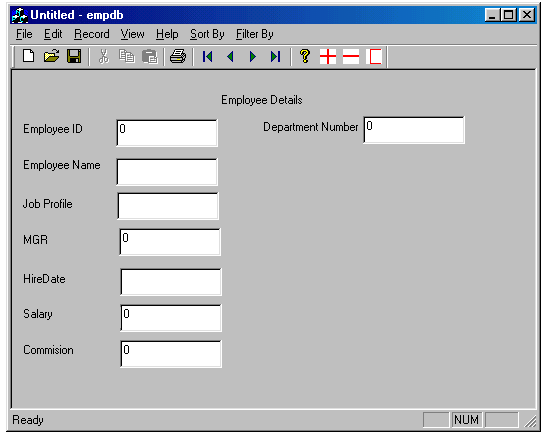 Untitled - empdb
File Edit Record View Help Sort By Filter By
Employee Details
Employee ID 0 Department Number 0
Employee Name
Job Profile
MGR 0
HireDate
Salary 0
Commision 0
Ready NUM